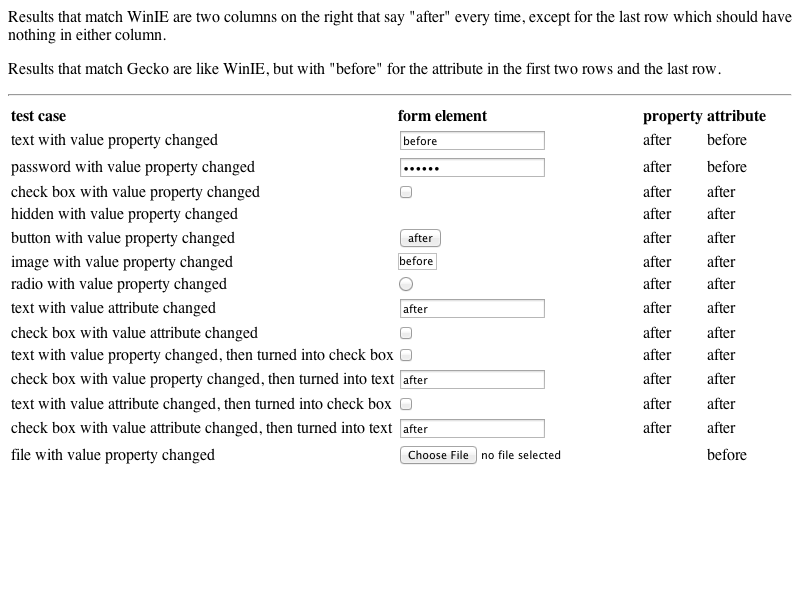 Results that match WinIE are two columns on the right that say "after" every time, except for the last row which should have
nothing in either column.
Results that match Gecko are like WinIE, but with "before" for the attribute in the first two rows and the last row.
test case form element property attribute
text with value property changed before after before
password with value property changed •••••• after before
check box with value property changed after after
hidden with value property changed after after
button with value property changed after after after
image with value property changed before after after
radio with value property changed after after
text with value attribute changed after after after
check box with value attribute changed after after
text with value property changed, then turned into check box after after
check box with value property changed, then turned into text after after after
text with value attribute changed, then turned into check box after after
check box with value attribute changed, then turned into text after after after
file with value property changed Choose File no file selected before